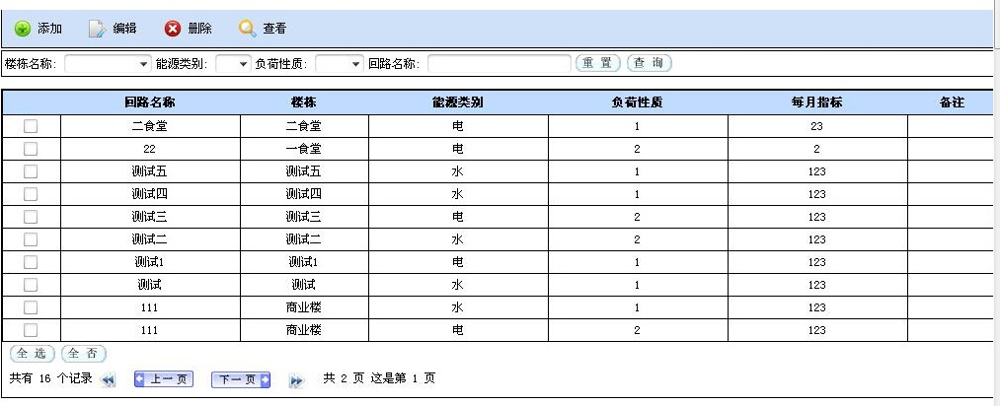 添加 编辑 删除 查看
楼栋名称: 能源类别: 负荷性质: 回路名称: 重 置 查 询
回路名称 楼栋 能源类别 负荷性质 每月指标 备注
二食堂 二食堂 电 1 23
22 一食堂 电 2 2
测试五 测试五 水 1 123
测试四 测试四 水 1 123
测试三 测试三 电 2 123
测试二 测试二 水 2 123
测试1 测试1 电 1 123
测试 测试 水 1 123
111 商业楼 水 1 123
111 商业楼 电 2 123
全 选 全 否
共有 16 个记录 上一页 下一页 共 2 页 这是第 1 页